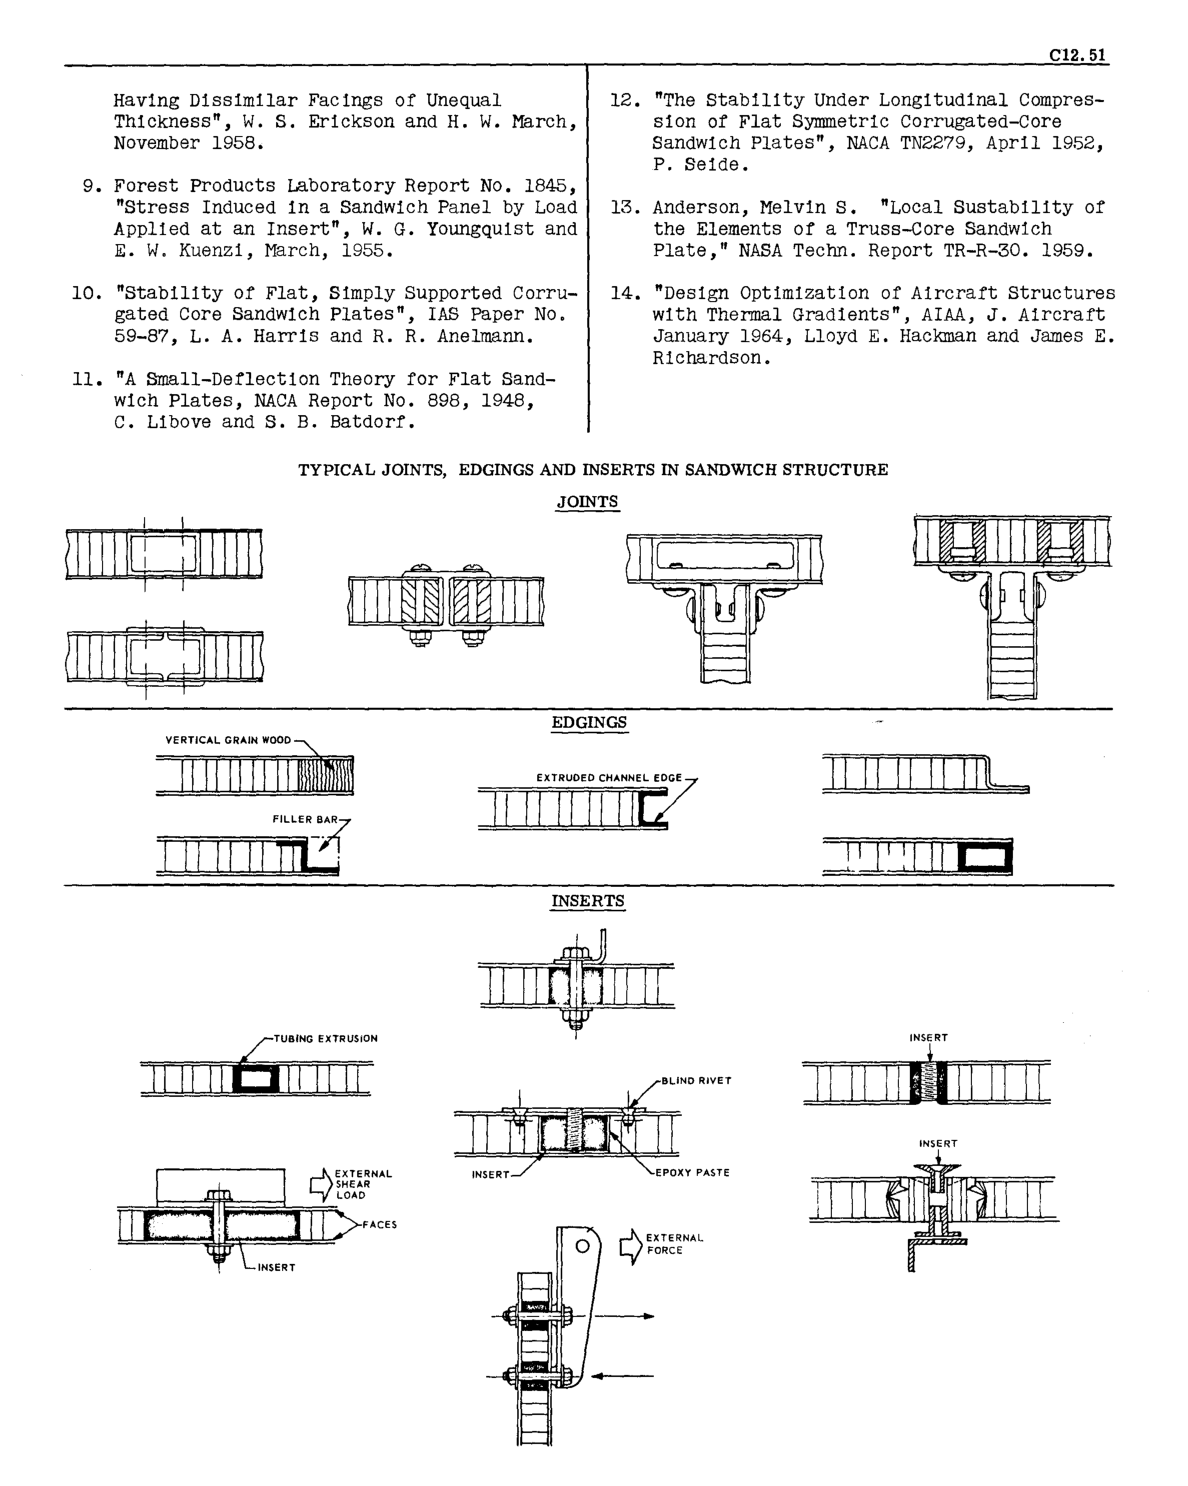 C12.51
Having Dissimilar Facings of Unequal
Thickness", W. S. Erickson and H. W. March,
November 1958.
9. Forest Products Laboratory Report No. 1845,
"Stress Induced in a Sandwich Panel by Load
Applied at an Insert", W. G. Youngquist and
E. W. Kuenzi, March, 1955.
10. "Stability of Flat, Simply Supported Corru-
gated Core Sandwich Plates", IAS Paper No.
59-87, L. A. Harris and R. R. Anelmann.
11. "A Small-Deflection Theory for Flat Sand-
wich Plates, NACA Report No. 898, 1948,
C. Libove and S. B. Batdorf.
12. "The Stability Under Longitudinal Compres-
sion of Flat Symmetric Corrugated-Core
Sandwich Plates", NACA TN2279, April 1952,
P. Seide.
13. Anderson, Melvin S. "Local Sustability of
the Elements of a Truss-Core Sandwich
Plate," NASA Techn. Report TR-R-30. 1959.
14. "Design Optimization of Aircraft Structures
with Thermal Gradients", AIAA, J. Aircraft
January 1964, Lloyd E. Hackman and James E.
Richardson.
TYPICAL JOINTS, EDGINGS AND INSERTS IN SANDWICH STRUCTURE
JOINTS
EDGINGS
VERTICAL GRAIN WOOD
EXTRUDED CHANNEL EDGE
FILLER BAR
INSERTS
TUBING EXTRUSION
INSERT
BLIND RIVET
INSERT
EPOXY PASTE
INSERT
EXTERNAL
SHEAR
LOAD
FACES
INSERT
EXTERNAL
FORCE